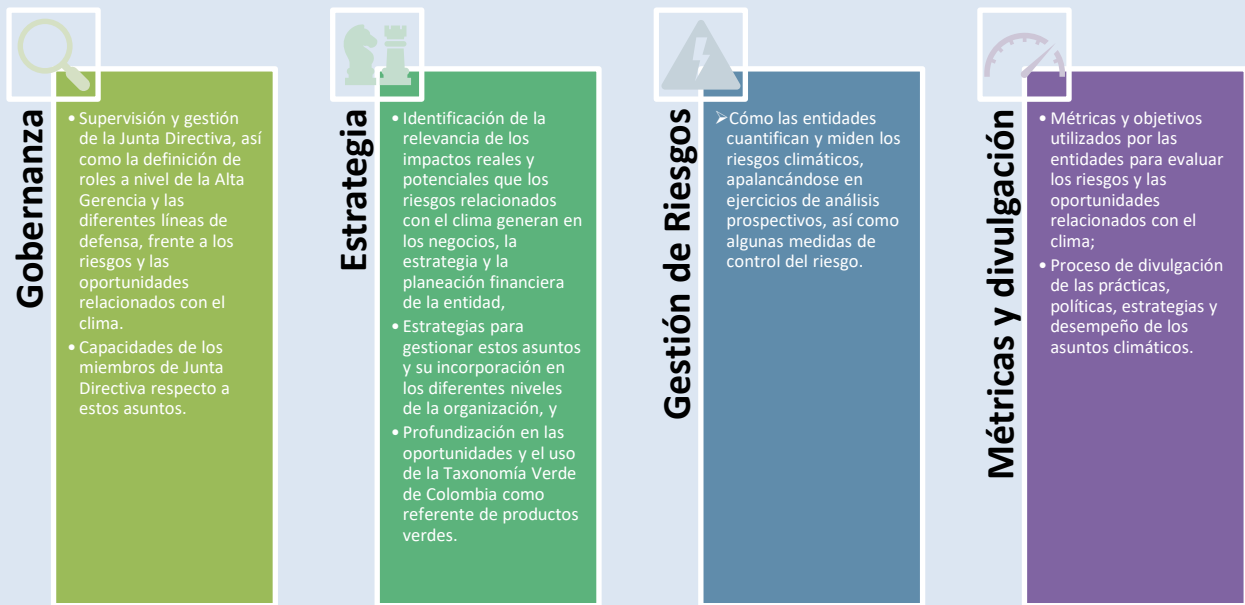 Gobernanza
• Supervisión y gestión
de la Junta Directiva, así
como la definición de
roles a nivel de la Alta
Gerencia y las
diferentes líneas de
defensa, frente a los
riesgos y las
oportunidades
relacionados con el
clima.
• Capacidades de los
miembros de Junta
Directiva respecto a
estos asuntos.
Estrategia
• Identificación de la
relevancia de los
impactos reales y
potenciales que los
riesgos relacionados
con el clima generan en
los negocios, la
estrategia y la
planeación financiera
de la entidad,
• Estrategias para
gestionar estos asuntos
y su incorporación en
los diferentes niveles
de la organización, y
• Profundización en las
oportunidades y el uso
de la Taxonomía Verde
de Colombia como
referente de productos
verdes.
Gestión de Riesgos
➢Cómo las entidades
cuantifican y miden los
riesgos climáticos,
apalancándose en
ejercicios de análisis
prospectivos, así como
algunas medidas de
control del riesgo.
Métricas y divulgación
• Métricas y objetivos
utilizados por las
entidades para evaluar
los riesgos y las
oportunidades
relacionados con el
clima;
• Proceso de divulgación
de las prácticas,
políticas, estrategias y
desempeño de los
asuntos climáticos.